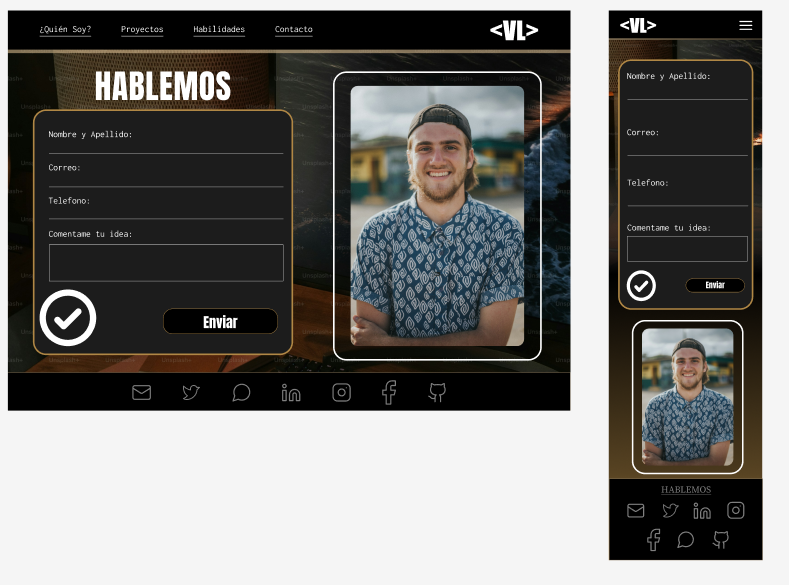 ¿Quién Soy? Proyectos Habilidades Contacto <VL>
HABLEMOS
Nombre y Apellido:
Correo:
Telefono:
Comentame tu idea:
Enviar
<VL>
Nombre y Apellido:
Correo:
Telefono:
Comentame tu idea:
Enviar
HABLEMOS